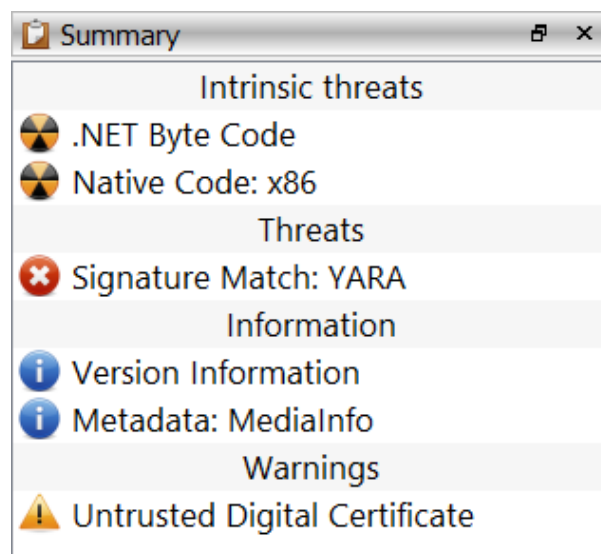 Summary
Intrinsic threats
.NET Byte Code
Native Code: x86
Threats
Signature Match: YARA
Information
Version Information
Metadata: MediaInfo
Warnings
Untrusted Digital Certificate